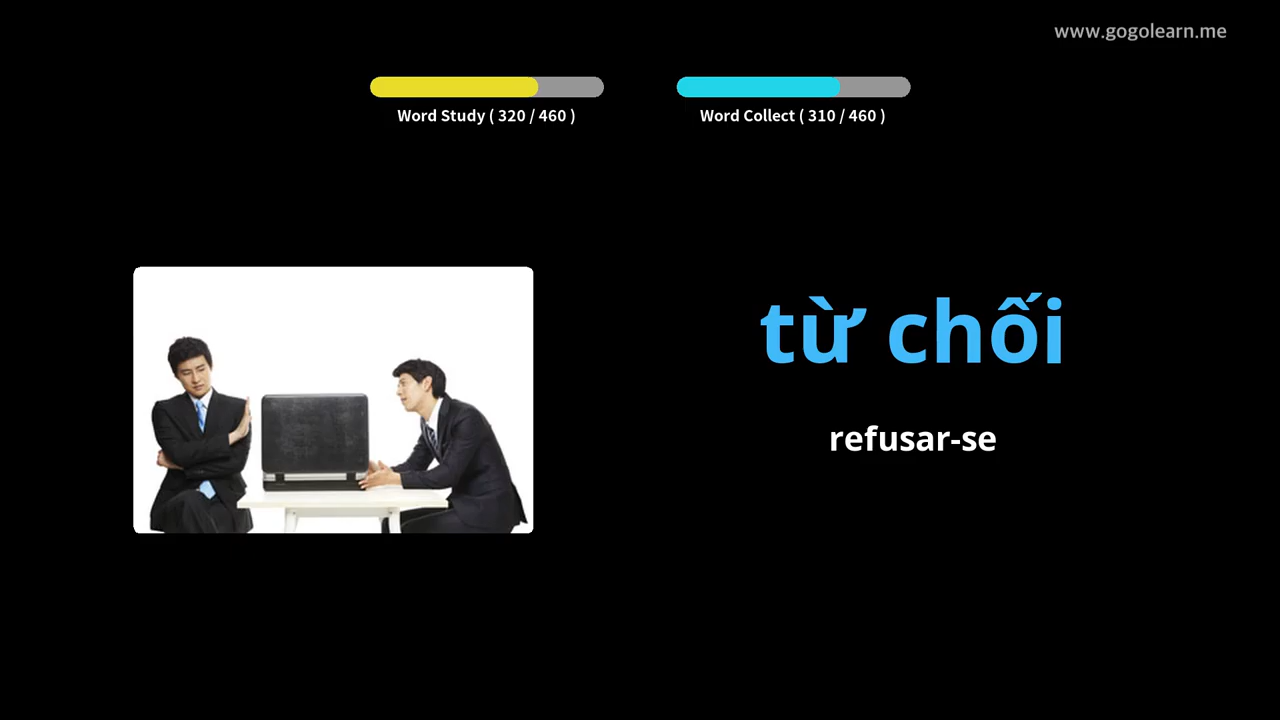 www.gogolearn.me
Word Study ( 320 / 460 )
Word Collect ( 310 / 460 )
từ chối
refusar-se